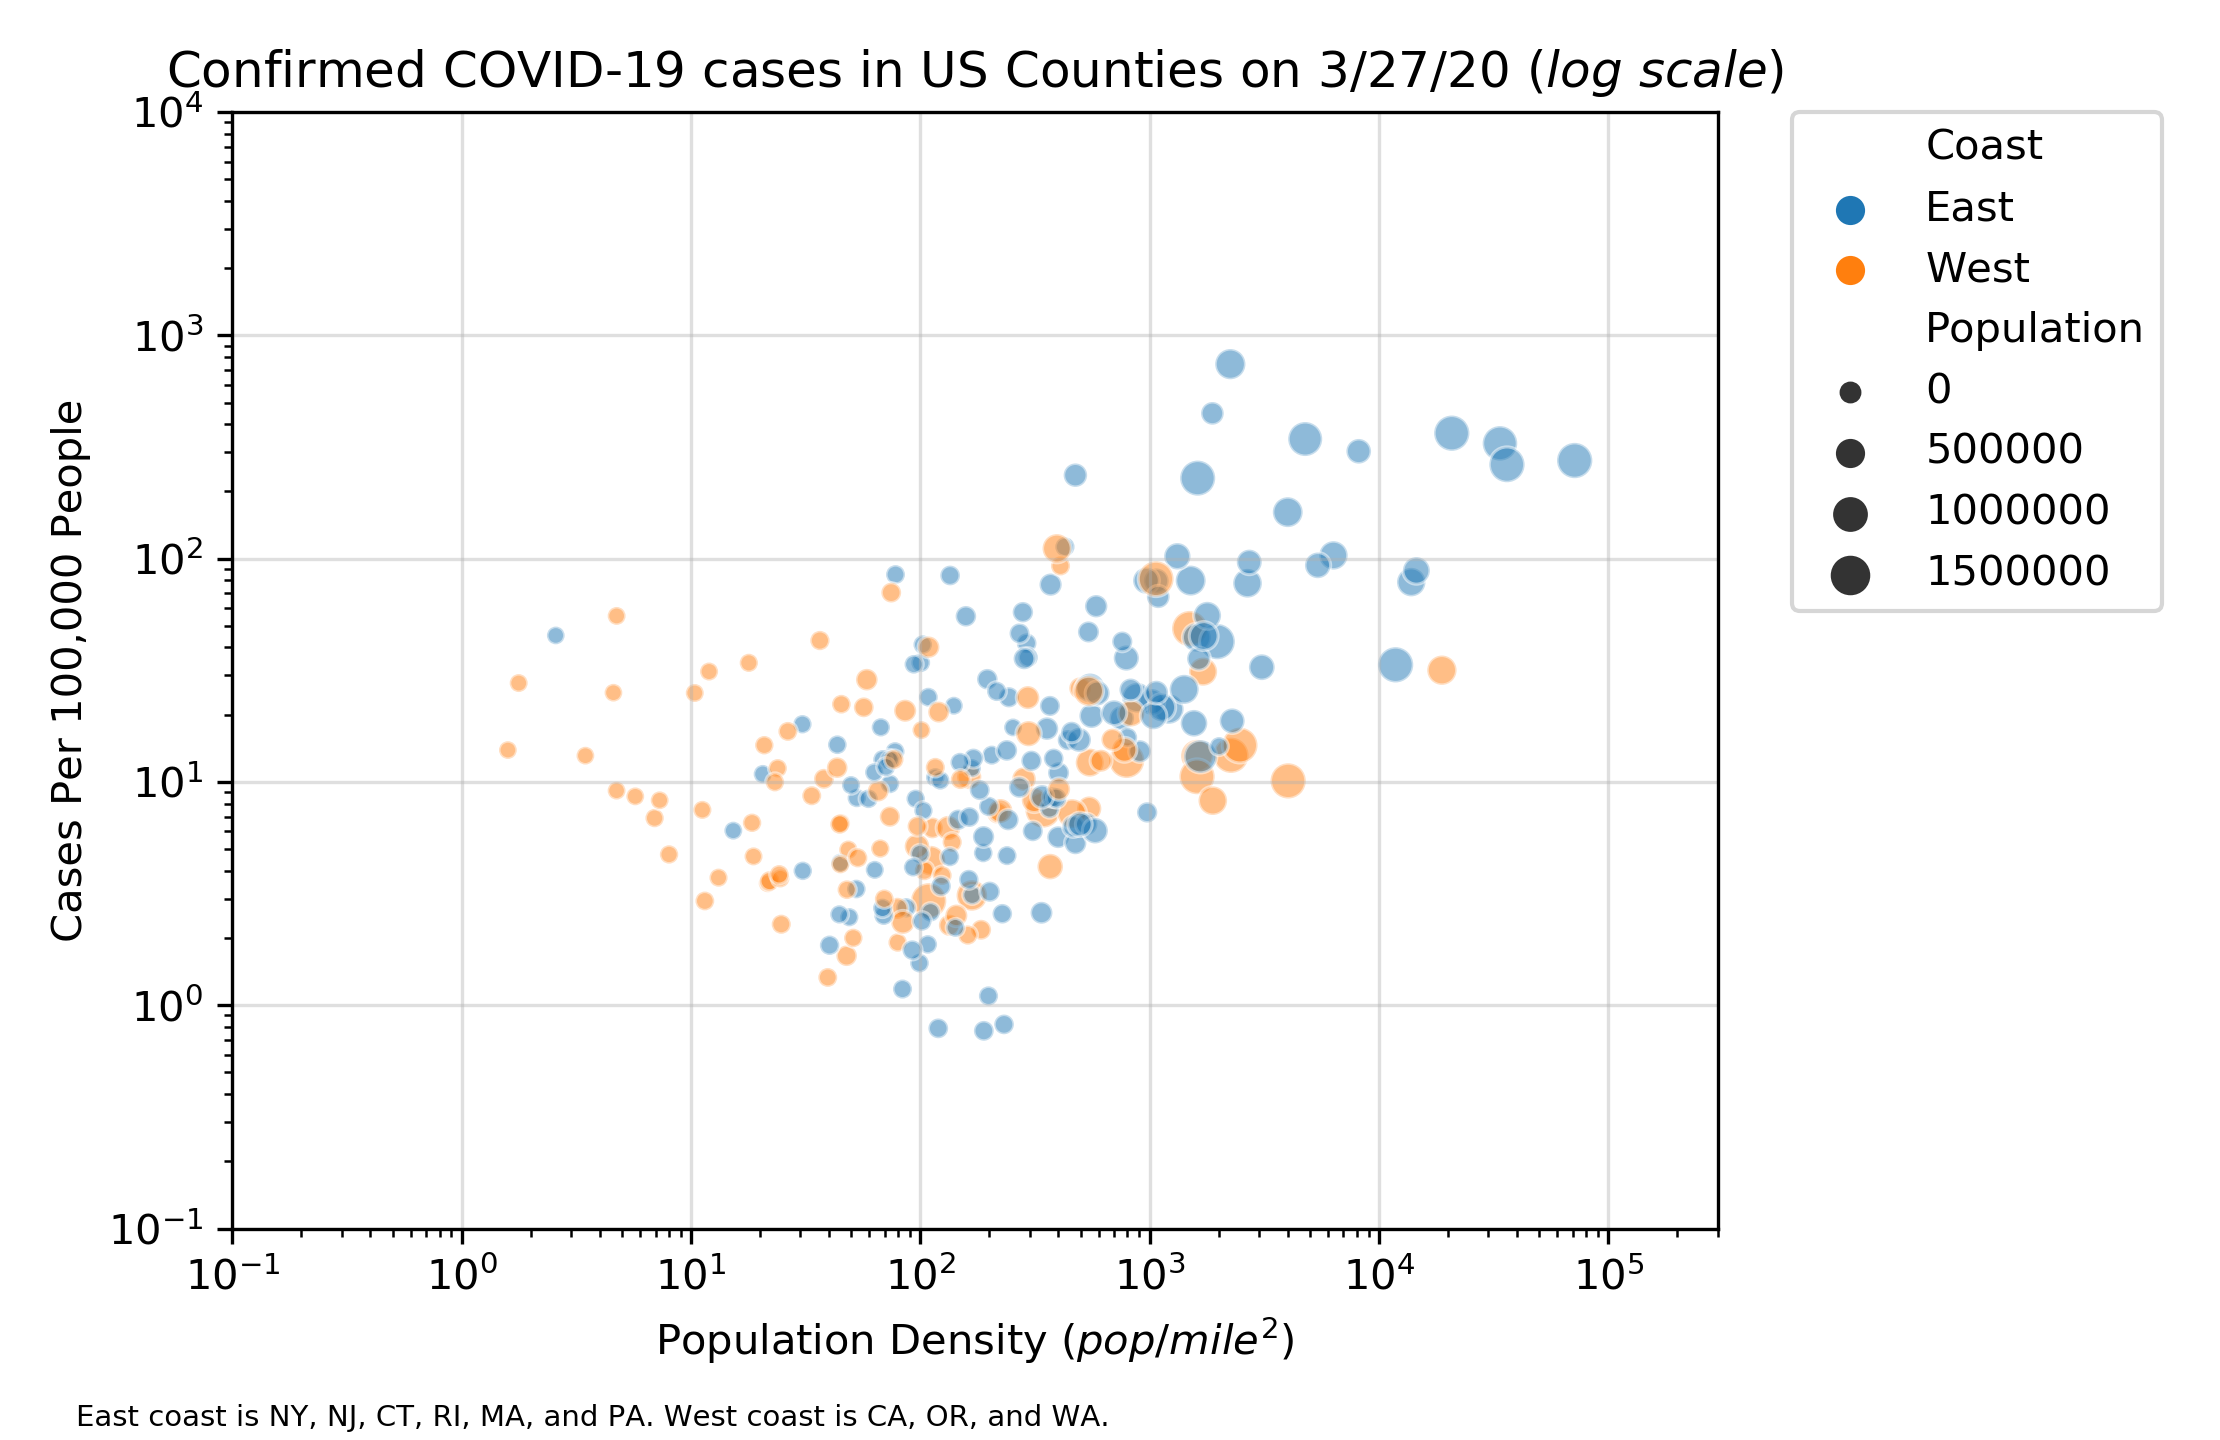 Confirmed COVID-19 cases in US Counties on 3/27/20 (log scale)
10⁴
10³
10²
10¹
10⁰
10⁻¹
Cases Per 100,000 People
10⁻¹ 10⁰ 10¹ 10² 10³ 10⁴ 10⁵
Population Density (pop/mile²)
Coast
East
West
Population
0
500000
1000000
1500000
East coast is NY, NJ, CT, RI, MA, and PA. West coast is CA, OR, and WA.